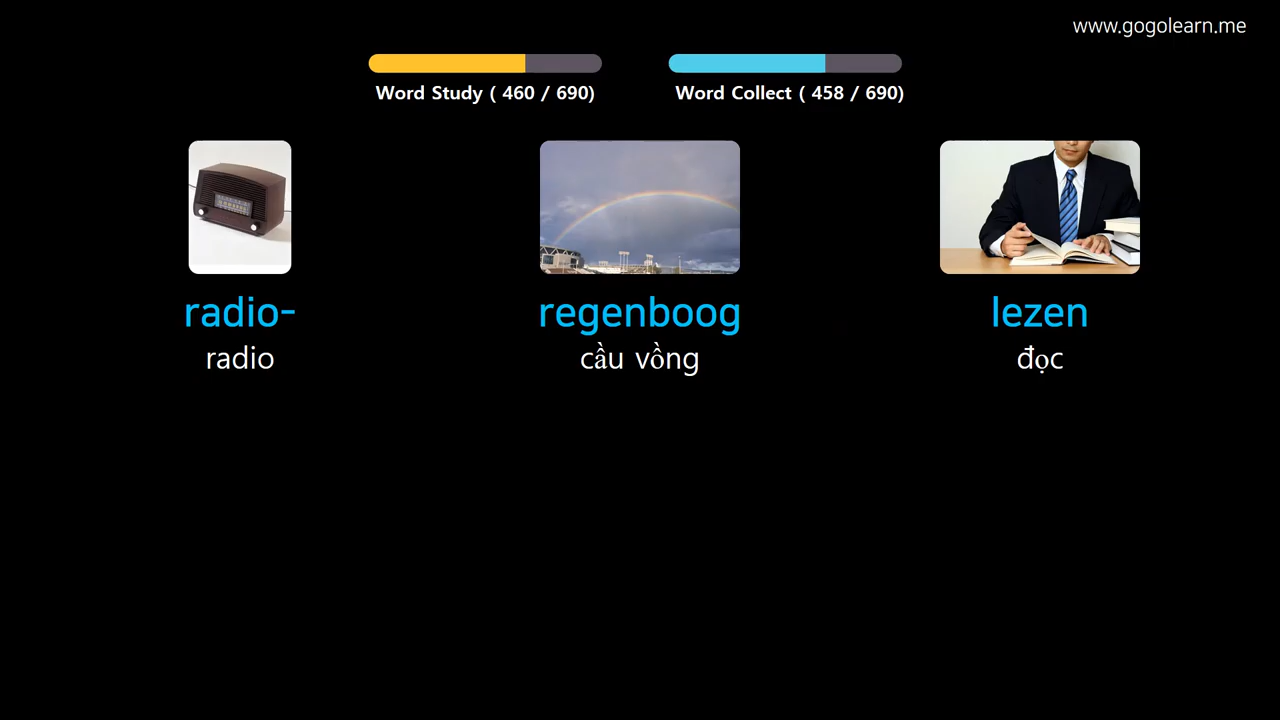 www.gogolearn.me
Word Study ( 460 / 690)
Word Collect ( 458 / 690)
radio-
regenboog
lezen
radio
cầu vồng
đọc